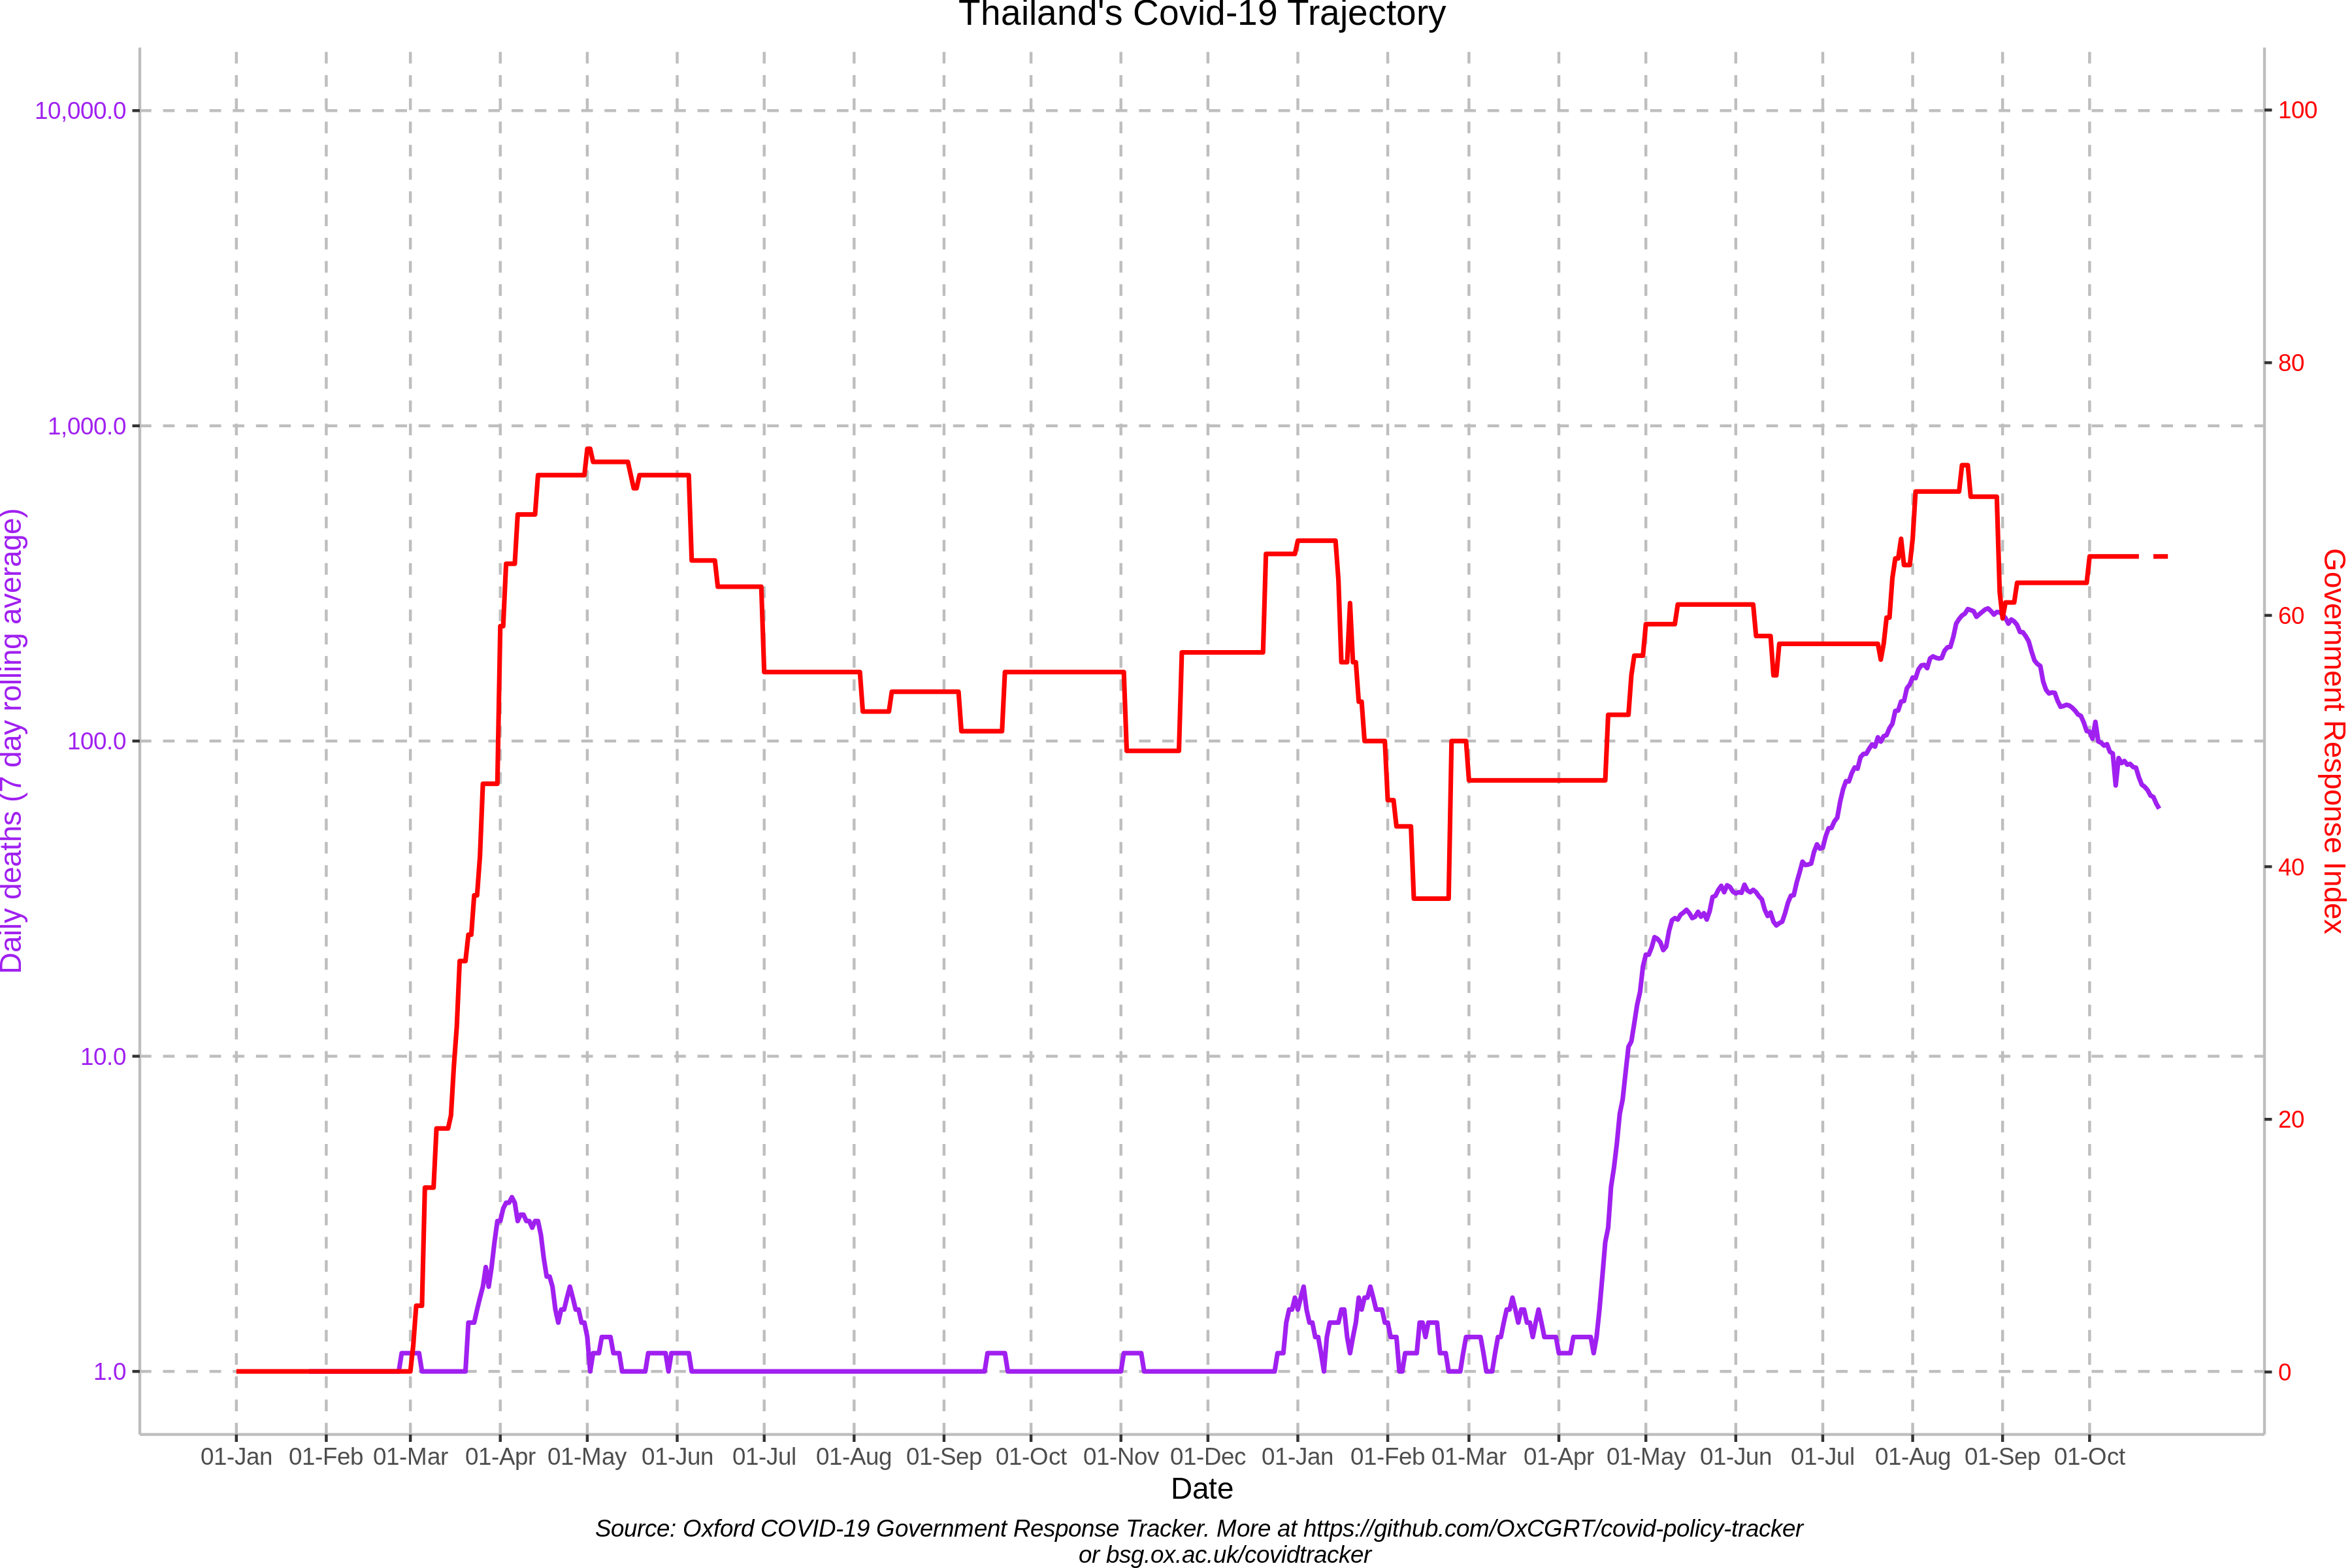 Thailand's Covid-19 Trajectory
10,000.0
1,000.0
100.0
10.0
1.0
Daily deaths (7 day rolling average)
100
80
60
40
20
0
Government Response Index
01-Jan 01-Feb 01-Mar 01-Apr 01-May 01-Jun 01-Jul 01-Aug 01-Sep 01-Oct 01-Nov 01-Dec 01-Jan 01-Feb 01-Mar 01-Apr 01-May 01-Jun 01-Jul 01-Aug 01-Sep 01-Oct
Date
Source: Oxford COVID-19 Government Response Tracker. More at https://github.com/OxCGRT/covid-policy-tracker
or bsg.ox.ac.uk/covidtracker